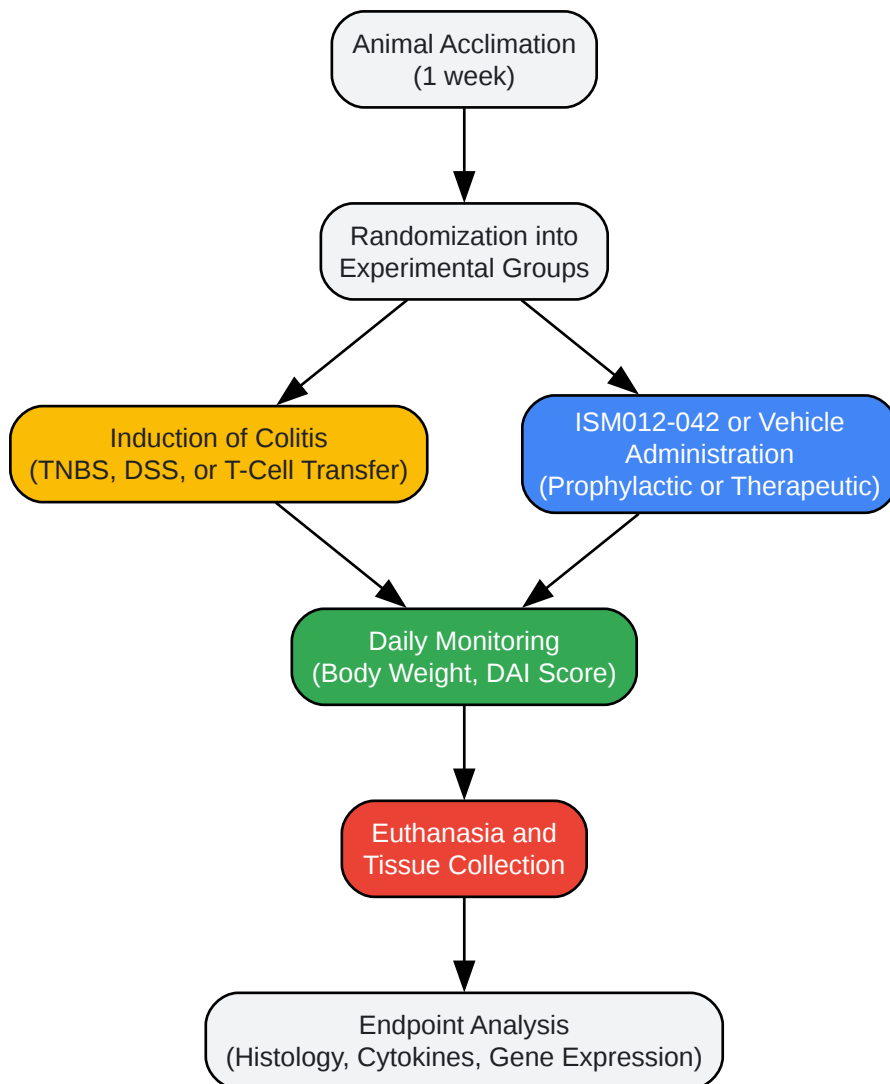 Animal Acclimation
(1 week)
Randomization into
Experimental Groups
Induction of Colitis
(TNBS, DSS, or T-Cell Transfer)
ISM012-042 or Vehicle
Administration
(Prophylactic or Therapeutic)
Daily Monitoring
(Body Weight, DAI Score)
Euthanasia and
Tissue Collection
Endpoint Analysis
(Histology, Cytokines, Gene Expression)